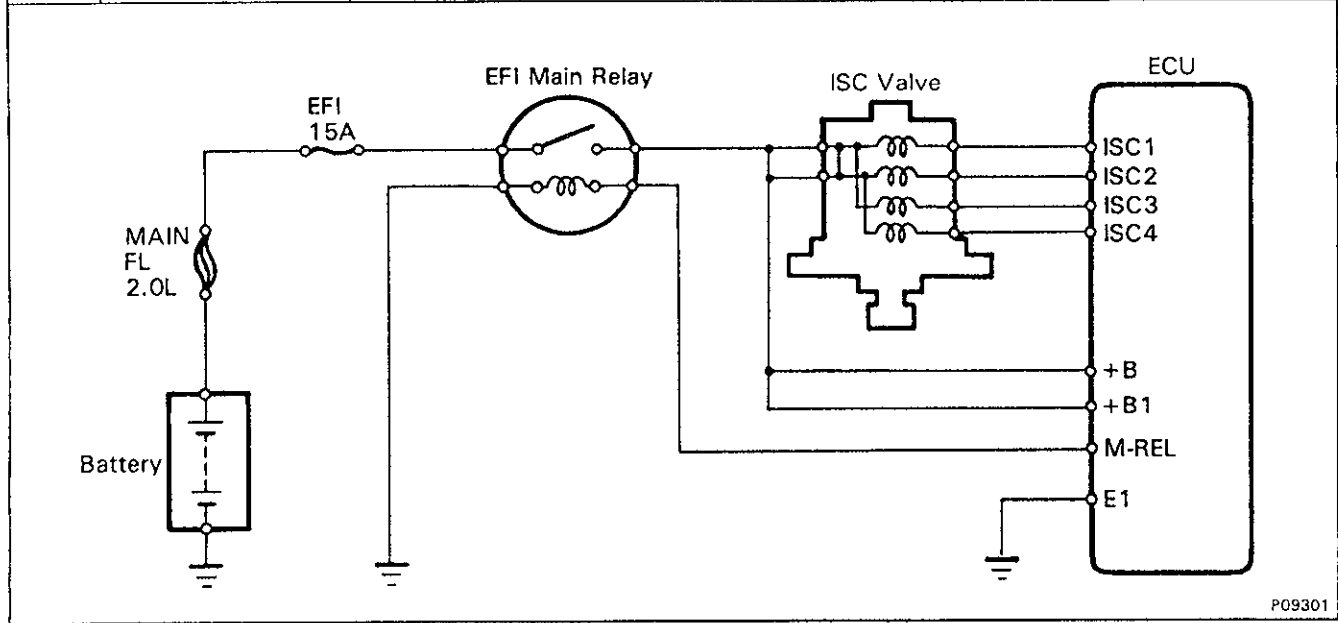 EFI Main Relay
ISC Valve
ECU
EFI
15A
MAIN
FL
2.0L
Battery
ISC1
ISC2
ISC3
ISC4
+B
+B1
M-REL
E1
P09301